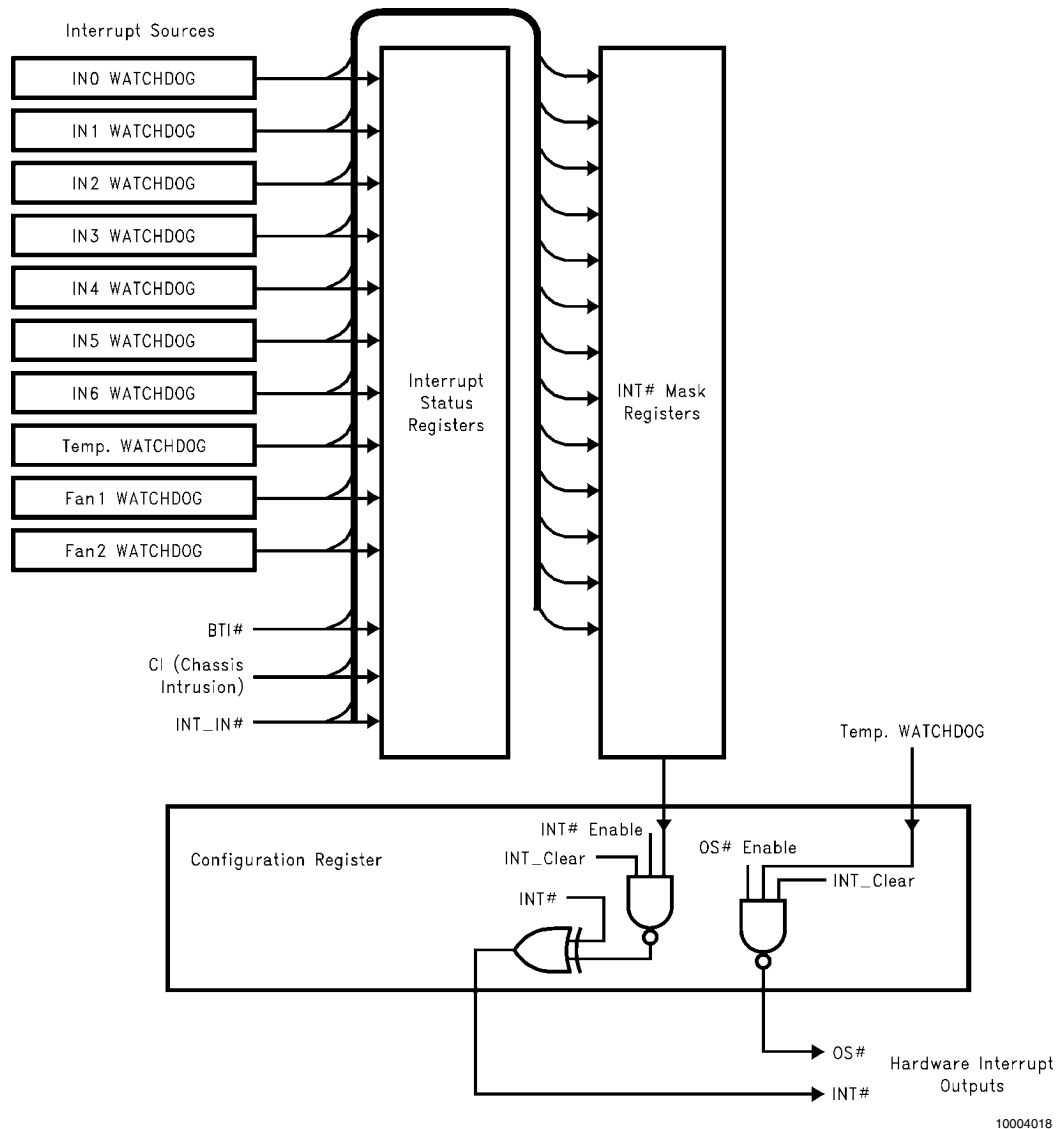 Interrupt Sources
IN0 WATCHDOG
IN1 WATCHDOG
IN2 WATCHDOG
IN3 WATCHDOG
IN4 WATCHDOG
IN5 WATCHDOG
IN6 WATCHDOG
Temp. WATCHDOG
Fan1 WATCHDOG
Fan2 WATCHDOG
BTI#
CI (Chassis
Intrusion)
INT_IN#
Interrupt
Status
Registers
INT# Mask
Registers
Temp. WATCHDOG
Configuration Register
INT# Enable
INT_Clear
INT#
OS# Enable
INT_Clear
OS#
INT#
Hardware Interrupt
Outputs
10004018